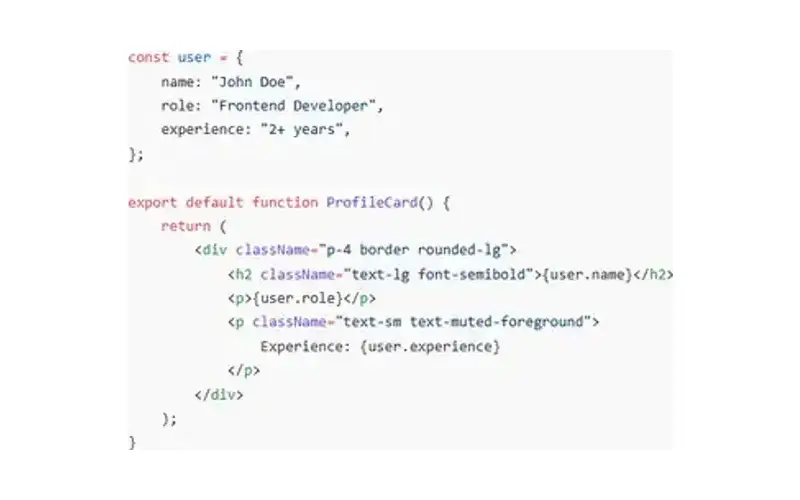 const user = {
    name: "John Doe",
    role: "Frontend Developer",
    experience: "2+ years",
};

export default function ProfileCard() {
    return (
        <div className="p-4 border rounded-lg">
            <h2 className="text-lg font-semibold">{user.name}</h2>
            <p>{user.role}</p>
            <p className="text-sm text-muted-foreground">
                Experience: {user.experience}
            </p>
        </div>
    );
}